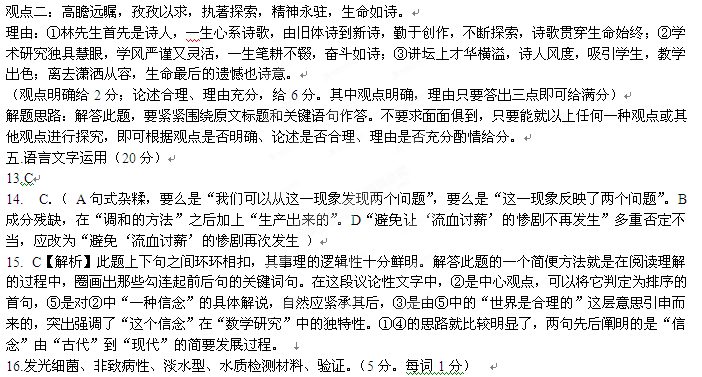 观点二：高瞻远瞩，孜孜以求，执著探索，精神永驻，生命如诗。
理由：①林先生首先是诗人，一生心系诗歌，由旧体诗到新诗，勤于创作，不断探索，诗歌贯穿生命始终；②学
术研究独具慧眼，学风严谨又灵活，一生笔耕不辍，奋斗如诗；③讲坛上才华横溢，诗人风度，吸引学生，教学
出色；离去潇洒从容，生命最后的遗憾也诗意。
（观点明确给 2 分；论述合理、理由充分，给 6 分。其中观点明确，理由只要答出三点即可给满分）
解题思路：解答此题，要紧紧围绕原文标题和关键语句作答。不要求面面俱到，只要能就以上任何一种观点或其
他观点进行探究，即可根据观点是否明确、论述是否合理、理由是否充分酌情给分。
五.语言文字运用（20 分）
13.C
14. C.（ A 句式杂糅，要么是“我们可以从这一现象发现两个问题”，要么是“这一现象反映了两个问题”。B
成分残缺，在“调和的方法”之后加上“生产出来的”。D“避免让‘流血讨薪’的惨剧不再发生”多重否定不
当，应改为“避免‘流血讨薪’的惨剧再次发生 ）
15. C【解析】此题上下句之间环环相扣，其事理的逻辑性十分鲜明。解答此题的一个简便方法就是在阅读理解
的过程中，圈画出那些勾连起前后句的关键词句。在这段议论性文字中，②是中心观点，可以将它判定为排序的
首句，⑤是对②中“一种信念”的具体解说，自然应紧承其后，③是由⑤中的“世界是合理的”这层意思引申而
来的，突出强调了“这个信念”在“数学研究”中的独特性。①④的思路就比较明显了，两句先后阐明的是“信
念”由“古代”到“现代”的简要发展过程。
16.发光细菌、非致病性、淡水型、水质检测材料、验证。（5 分。每词 1 分）